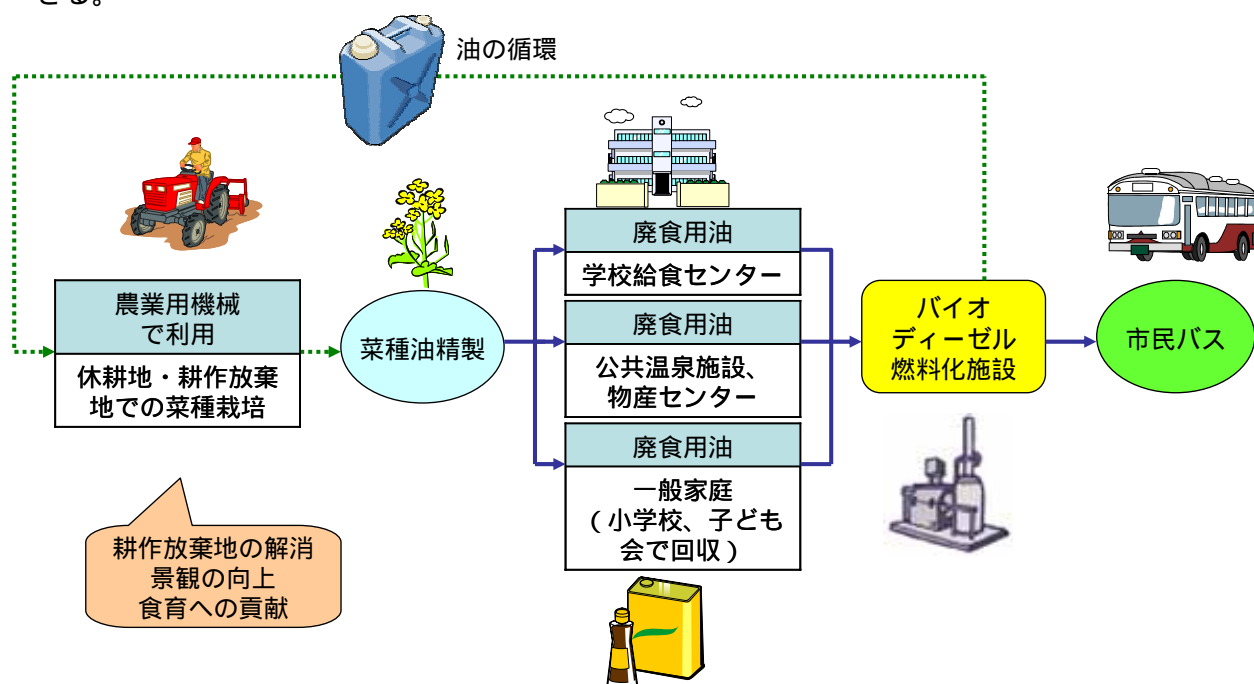 きる。
油の循環
農業用機械
で利用
休耕地・耕作放棄
地での菜種栽培
菜種油精製
廃食用油
学校給食センター
廃食用油
公共温泉施設、
物産センター
廃食用油
一般家庭
(小学校、子ども
会で回収)
バイオ
ディーゼル
燃料化施設
市民バス
耕作放棄地の解消
景観の向上
食育への貢献